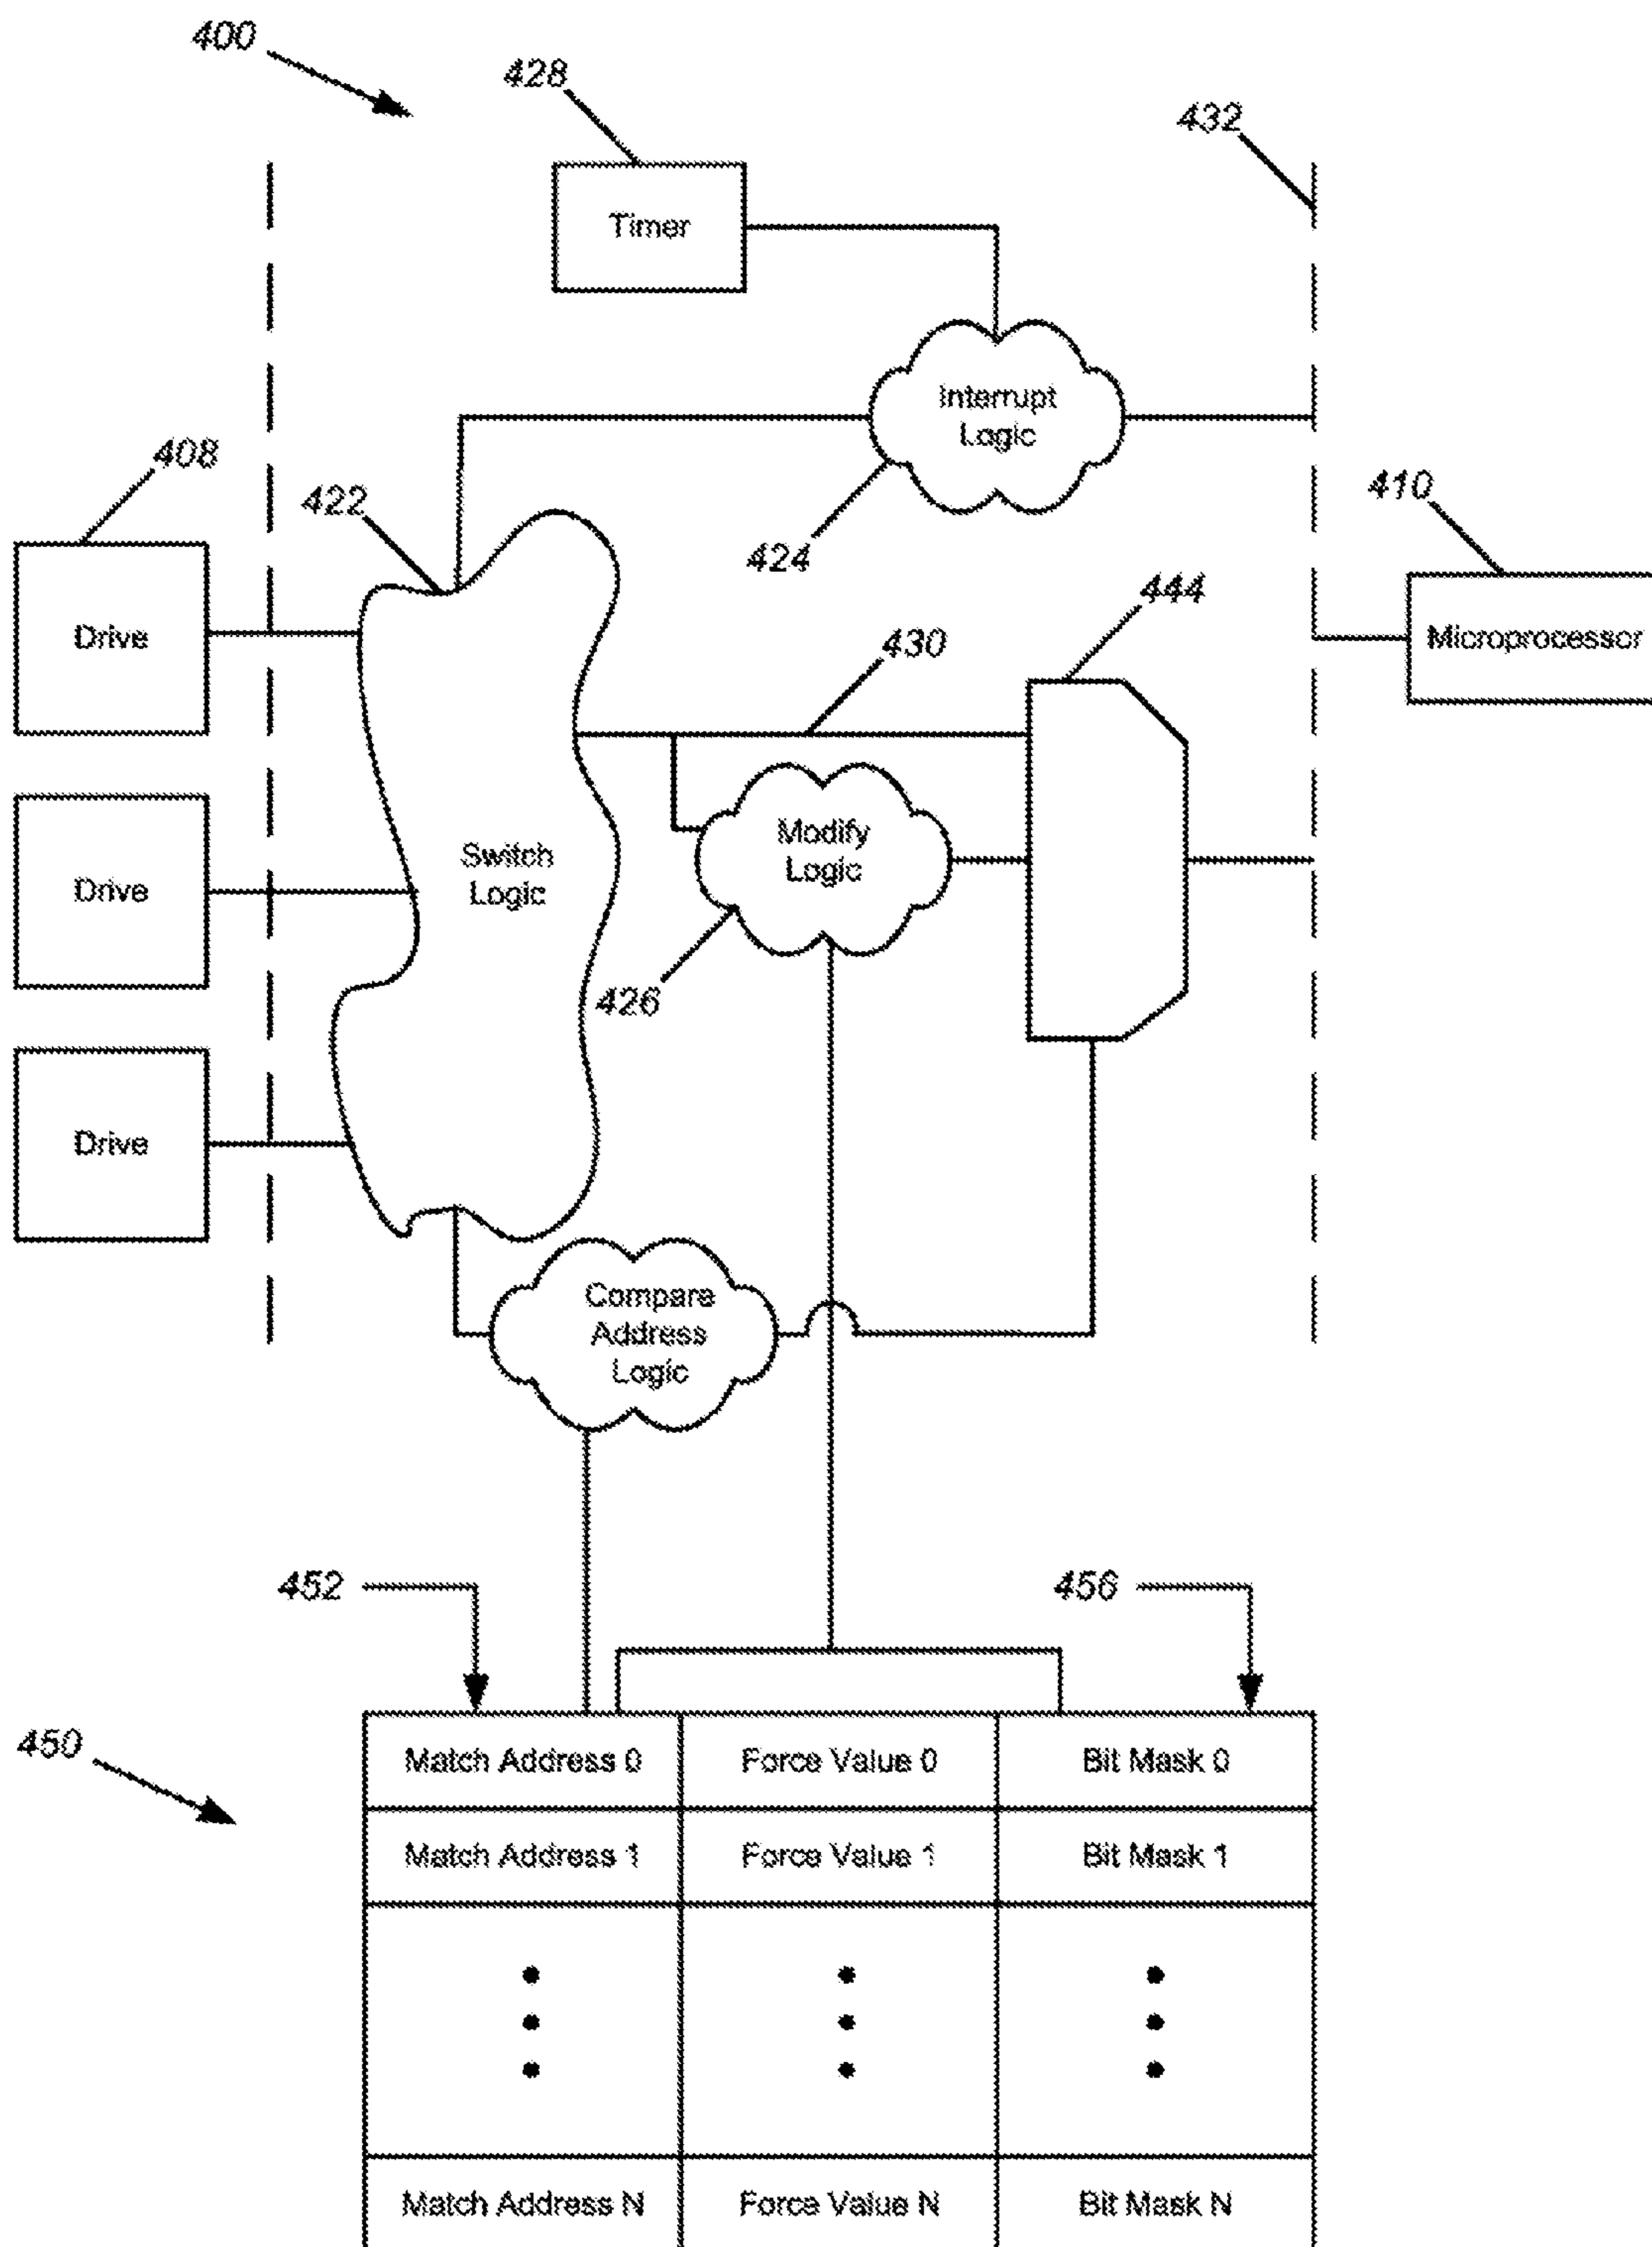 400
428
432
Timer
Interrupt
Logic
408
422
424
410
444
Drive
430
Microprocessor
Modify
Logic
Switch
Logic
Drive
426
Drive
Compare
Address
Logic
452
456
450
Match Address 0 Force Value 0 Bit Mask 0
Match Address 1 Force Value 1 Bit Mask 1
Match Address N Force Value N Bit Mask N